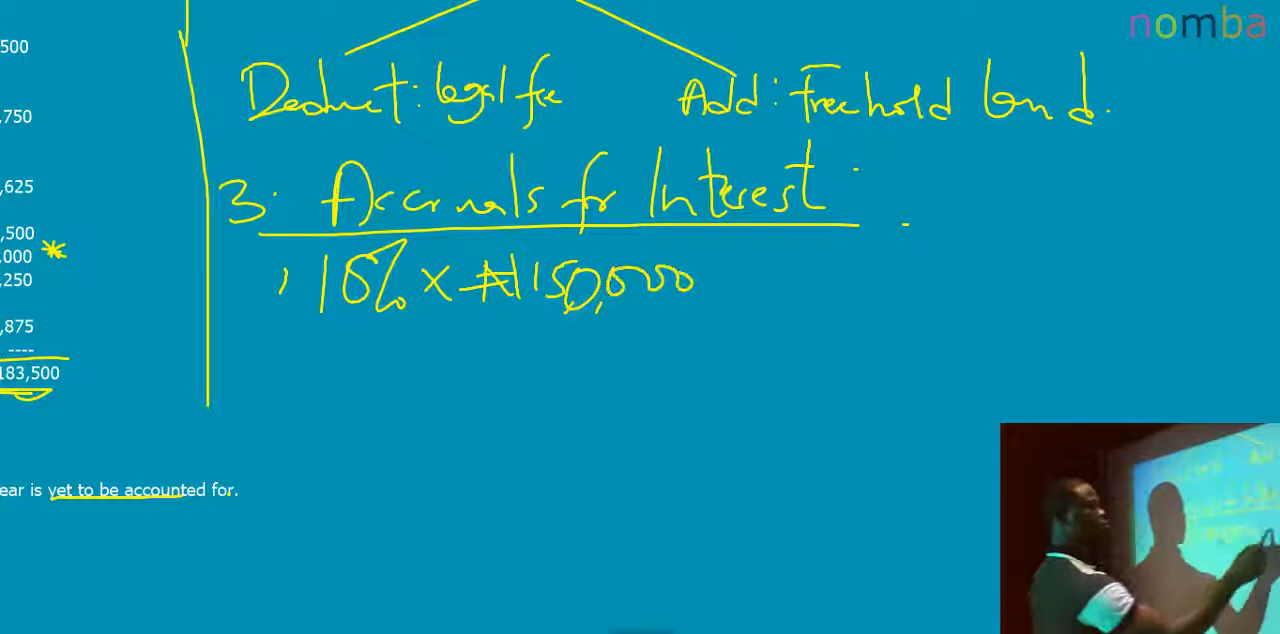 nomba
500
Deduct: legal fee Add: Freehold land.
,750
,625
3. Accruals for Interest
,500
,000 *
,250
15% x ₦150,000
,875
----
183,500
ear is yet to be accounted for.